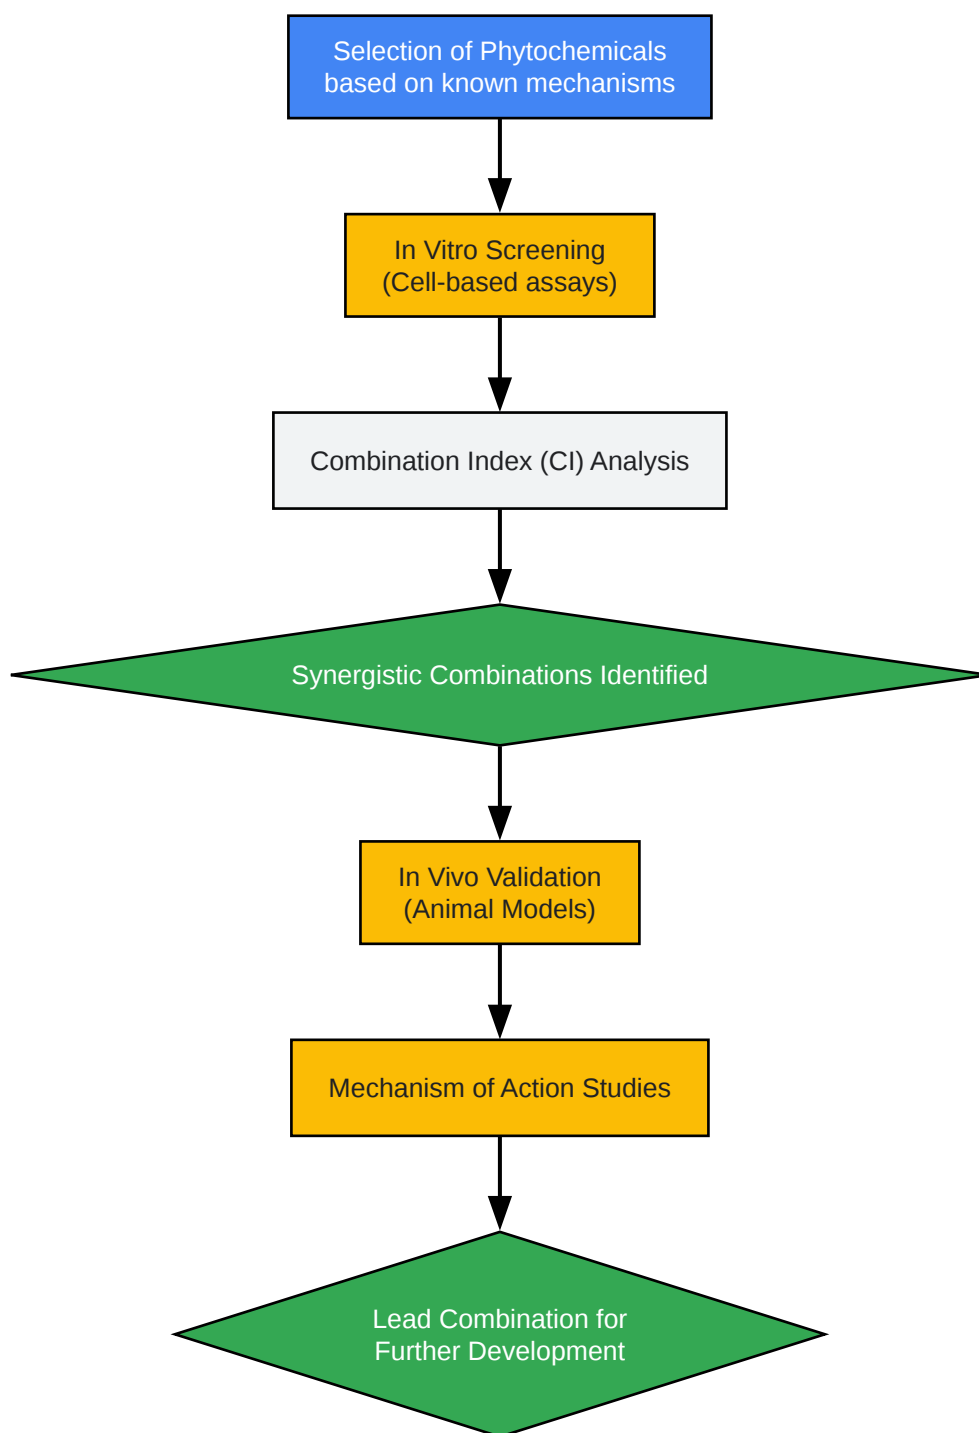 Selection of Phytochemicals
based on known mechanisms
In Vitro Screening
(Cell-based assays)
Combination Index (CI) Analysis
Synergistic Combinations Identified
In Vivo Validation
(Animal Models)
Mechanism of Action Studies
Lead Combination for
Further Development